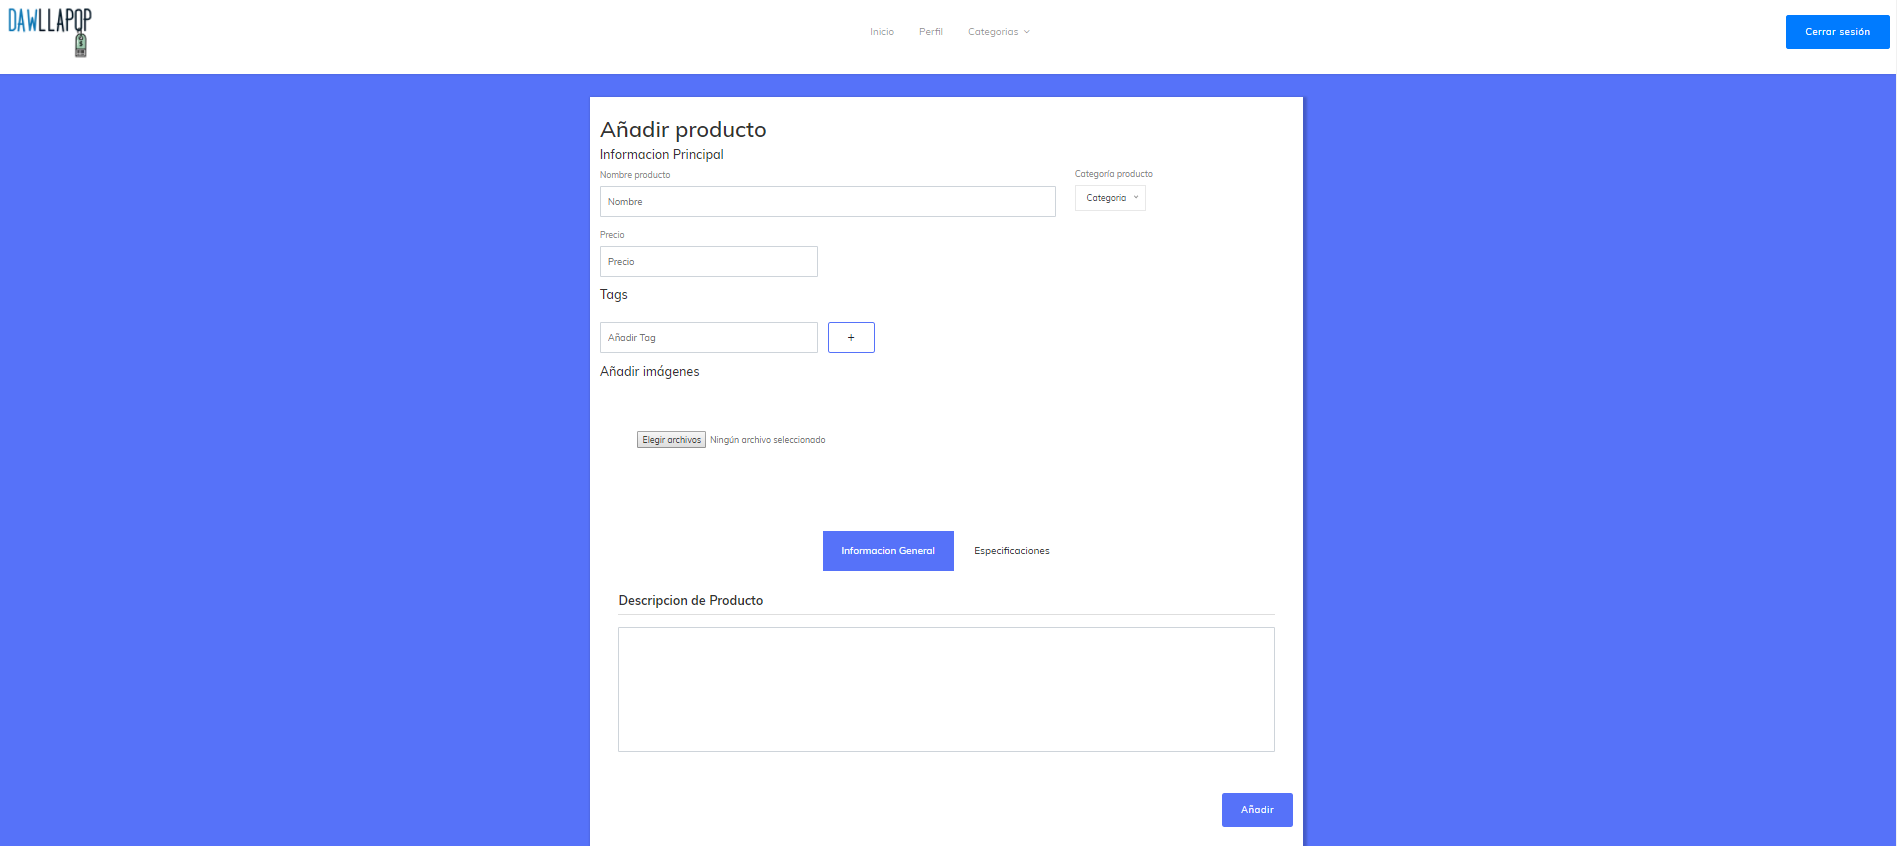 DAWLLAPOP
Inicio Perfil Categorias
Cerrar sesión
Añadir producto
Informacion Principal
Nombre producto
Categoría producto
Nombre
Categoria
Precio
Precio
Tags
Añadir Tag
+
Añadir imágenes
Elegir archivos Ningún archivo seleccionado
Informacion General
Especificaciones
Descripcion de Producto
Añadir